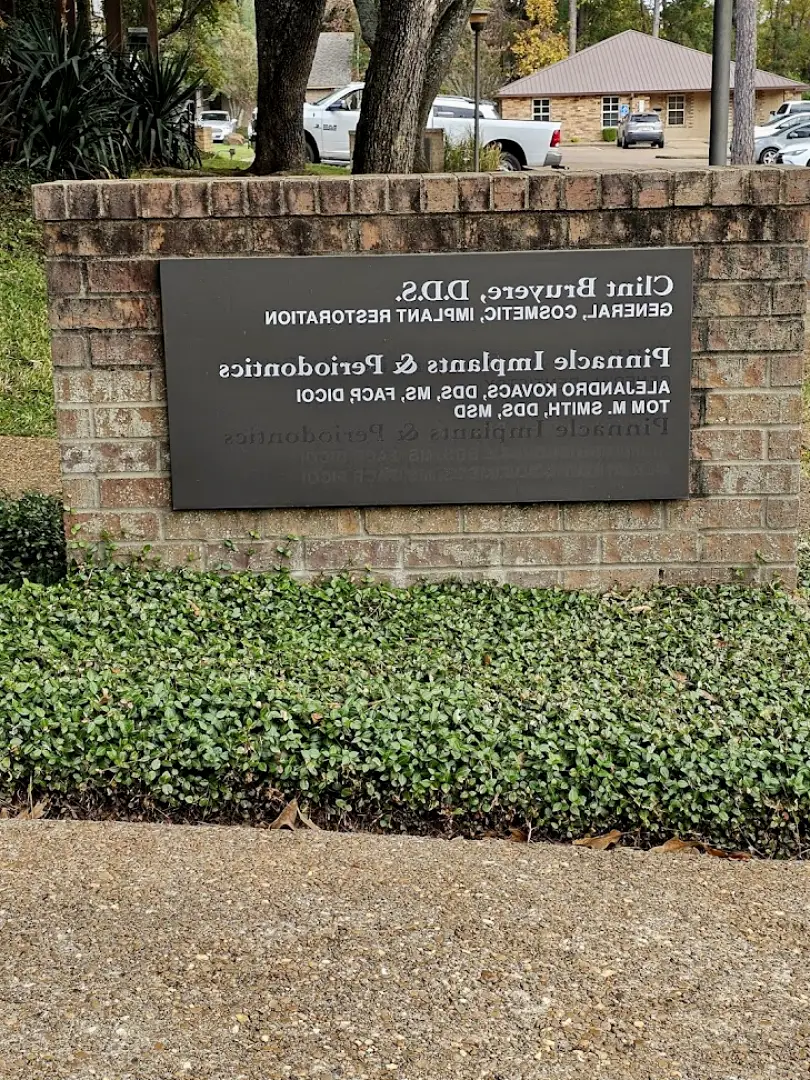 Clint Bruyere, D.D.S.
GENERAL, COSMETIC, IMPLANT RESTORATION
Pinnacle Implants & Periodontics
ALEJANDRO KOVACS, DDS, MS, FACP, DICOI
TOM M. SMITH, DDS, MSD
Pinnacle Implants & Periodontics